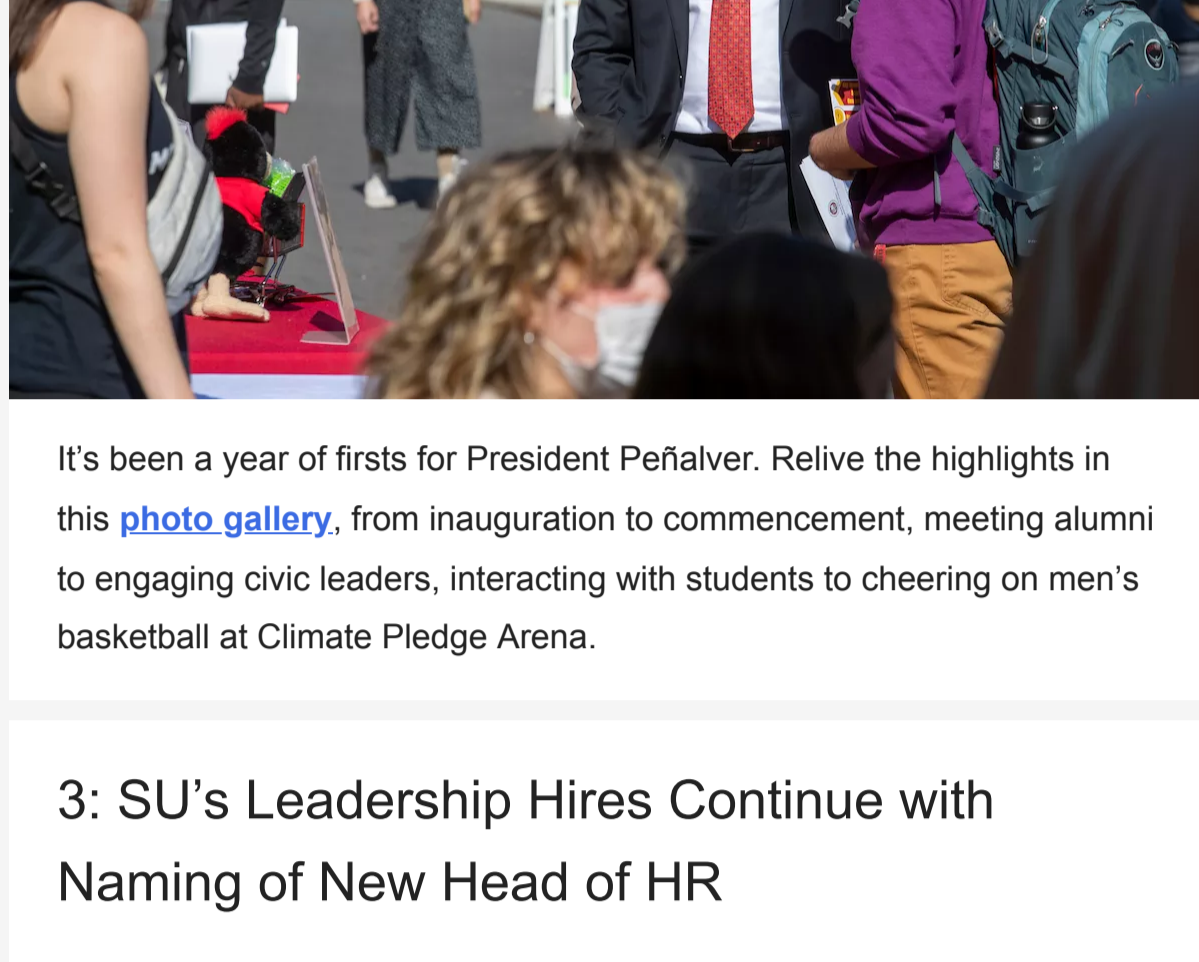 It’s been a year of firsts for President Peñalver. Relive the highlights in
this photo gallery, from inauguration to commencement, meeting alumni
to engaging civic leaders, interacting with students to cheering on men’s
basketball at Climate Pledge Arena.
3: SU’s Leadership Hires Continue with
Naming of New Head of HR